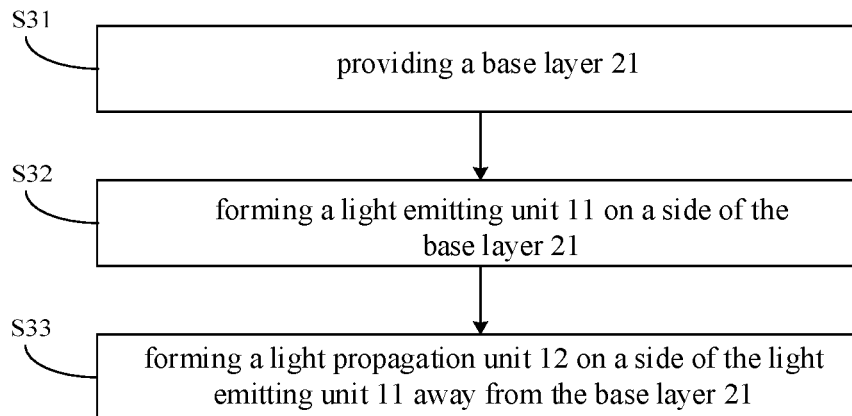 S31
providing a base layer 21
S32
forming a light emitting unit 11 on a side of the
base layer 21
S33
forming a light propagation unit 12 on a side of the light
emitting unit 11 away from the base layer 21